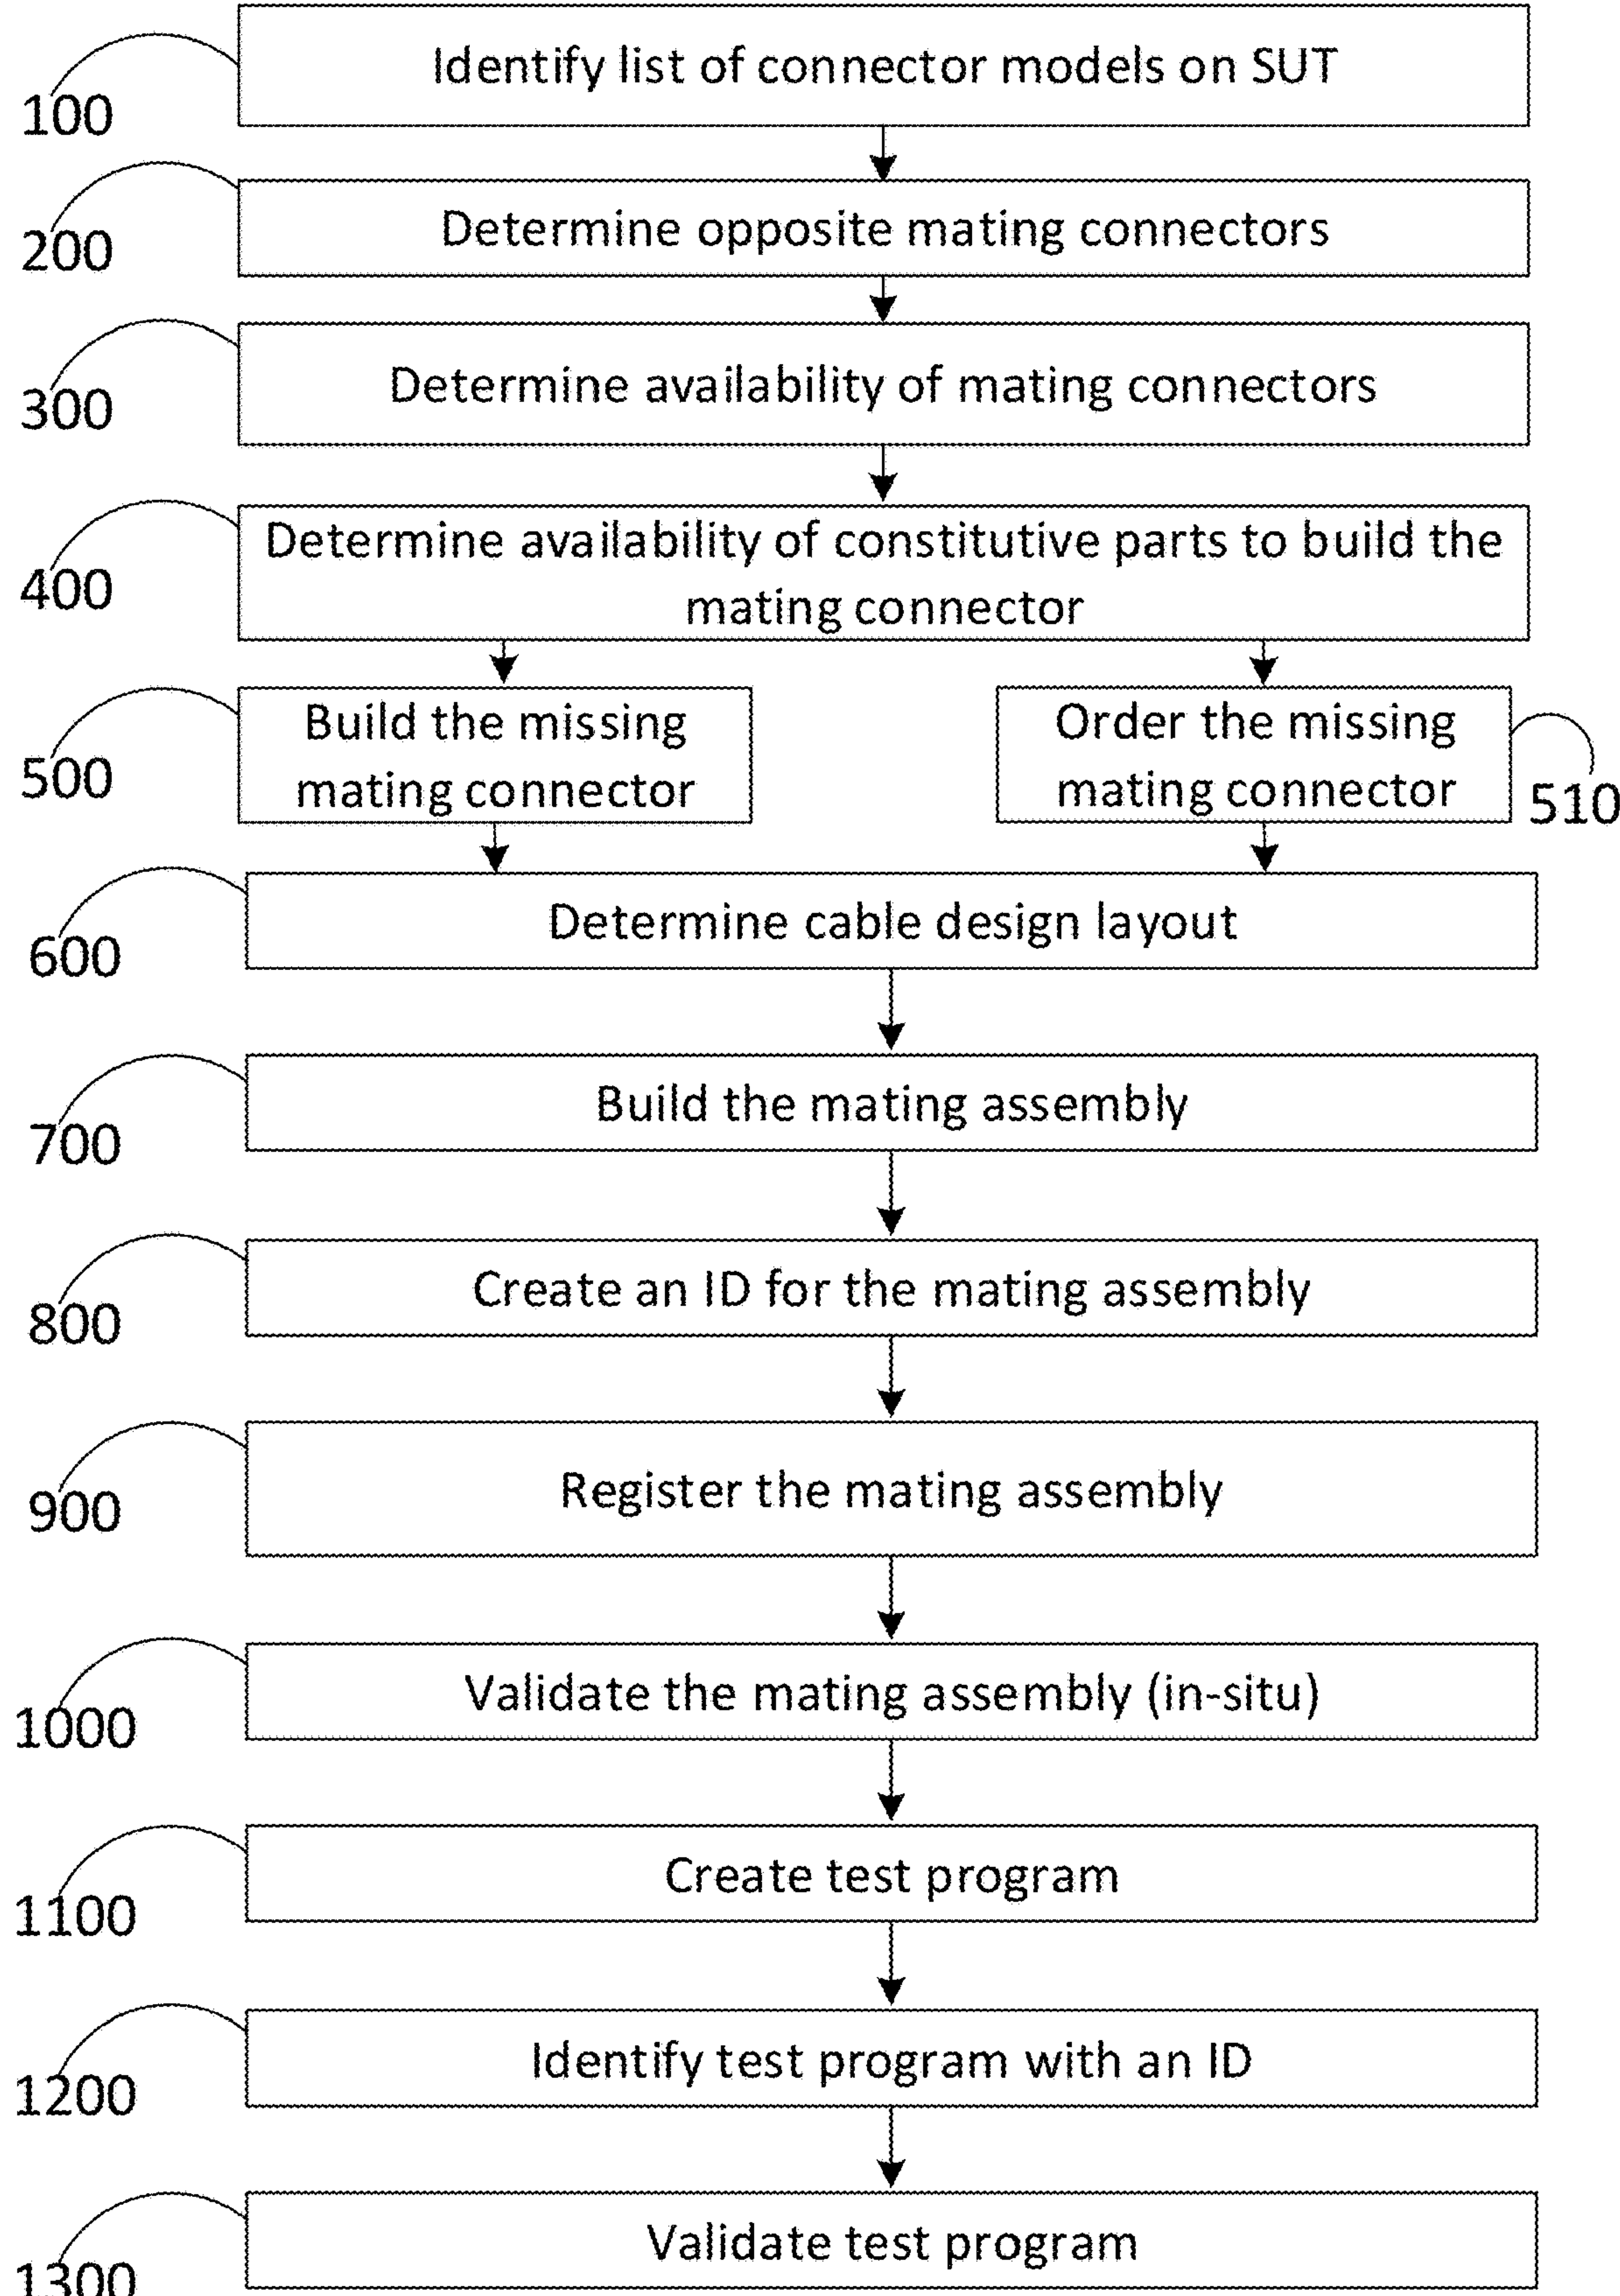 Identify list of connector models on SUT
100
Determine opposite mating connectors
200
Determine availability of mating connectors
300
Determine availability of constitutive parts to build the
mating connector
400
Build the missing
mating connector
500
Order the missing
mating connector
510
Determine cable design layout
600
Build the mating assembly
700
Create an ID for the mating assembly
800
Register the mating assembly
900
Validate the mating assembly (in-situ)
1000
Create test program
1100
Identify test program with an ID
1200
Validate test program
1300